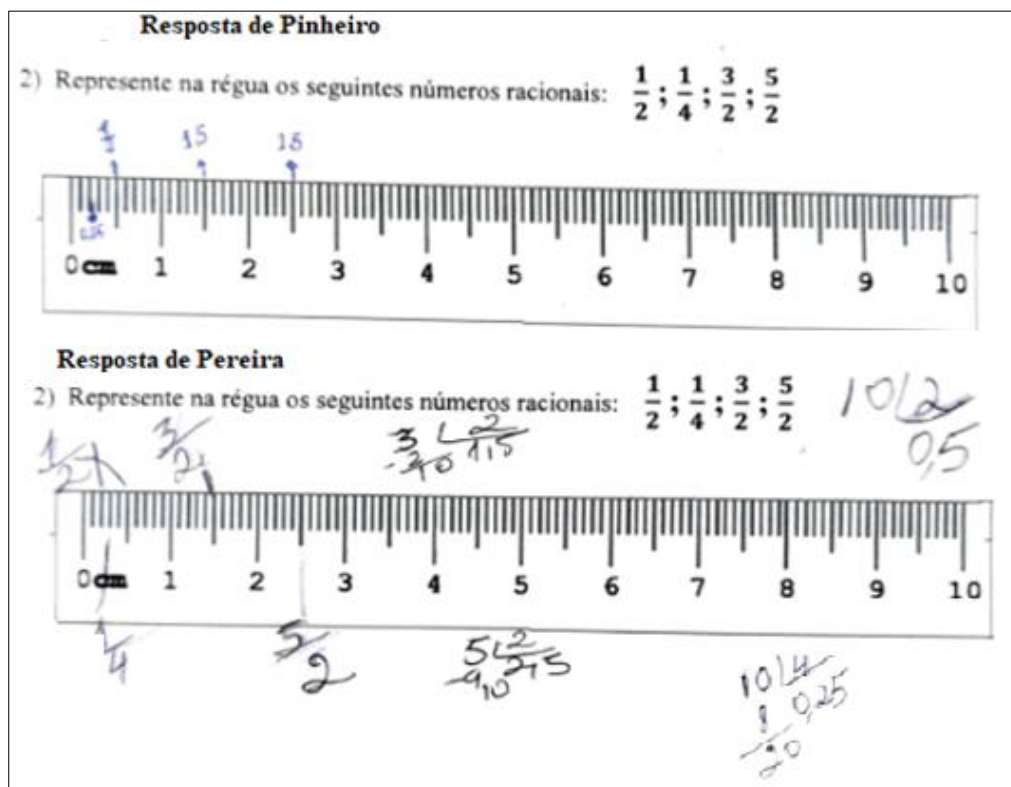 Resposta de Pinheiro
2) Represente na régua os seguintes números racionais: 1/2 ; 1/4 ; 3/2 ; 5/2
15
0 cm 1 2 3 4 5 6 7 8 9 10
Resposta de Pereira
2) Represente na régua os seguintes números racionais: 1/2 ; 1/4 ; 3/2 ; 5/2
10 2
0,5
1/2
3/2
3 2
1,5
0 cm 1 2 3 4 5 6 7 8 9 10
1/4
5/2
5 2
2,5
10 4
0,25